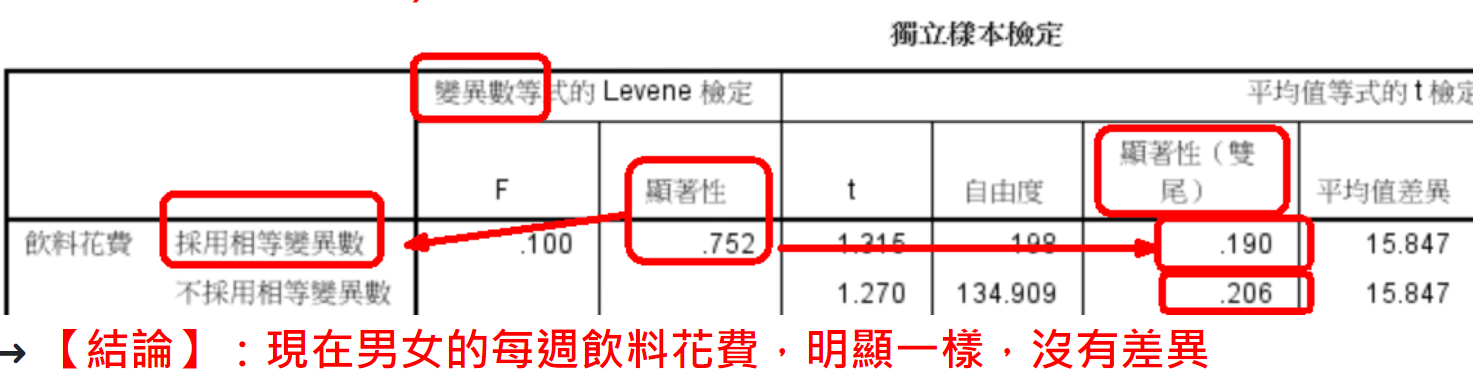 獨立樣本檢定
變異數等式的 Levene 檢定 平均值等式的 t 檢定
F 顯著性 t 自由度 顯著性（雙尾） 平均值差異
飲料花費 採用相等變異數 .100 .752 1.315 198 .190 15.847
不採用相等變異數 1.270 134.909 .206 15.847
→ 【結論】：現在男女的每週飲料花費，明顯一樣，沒有差異